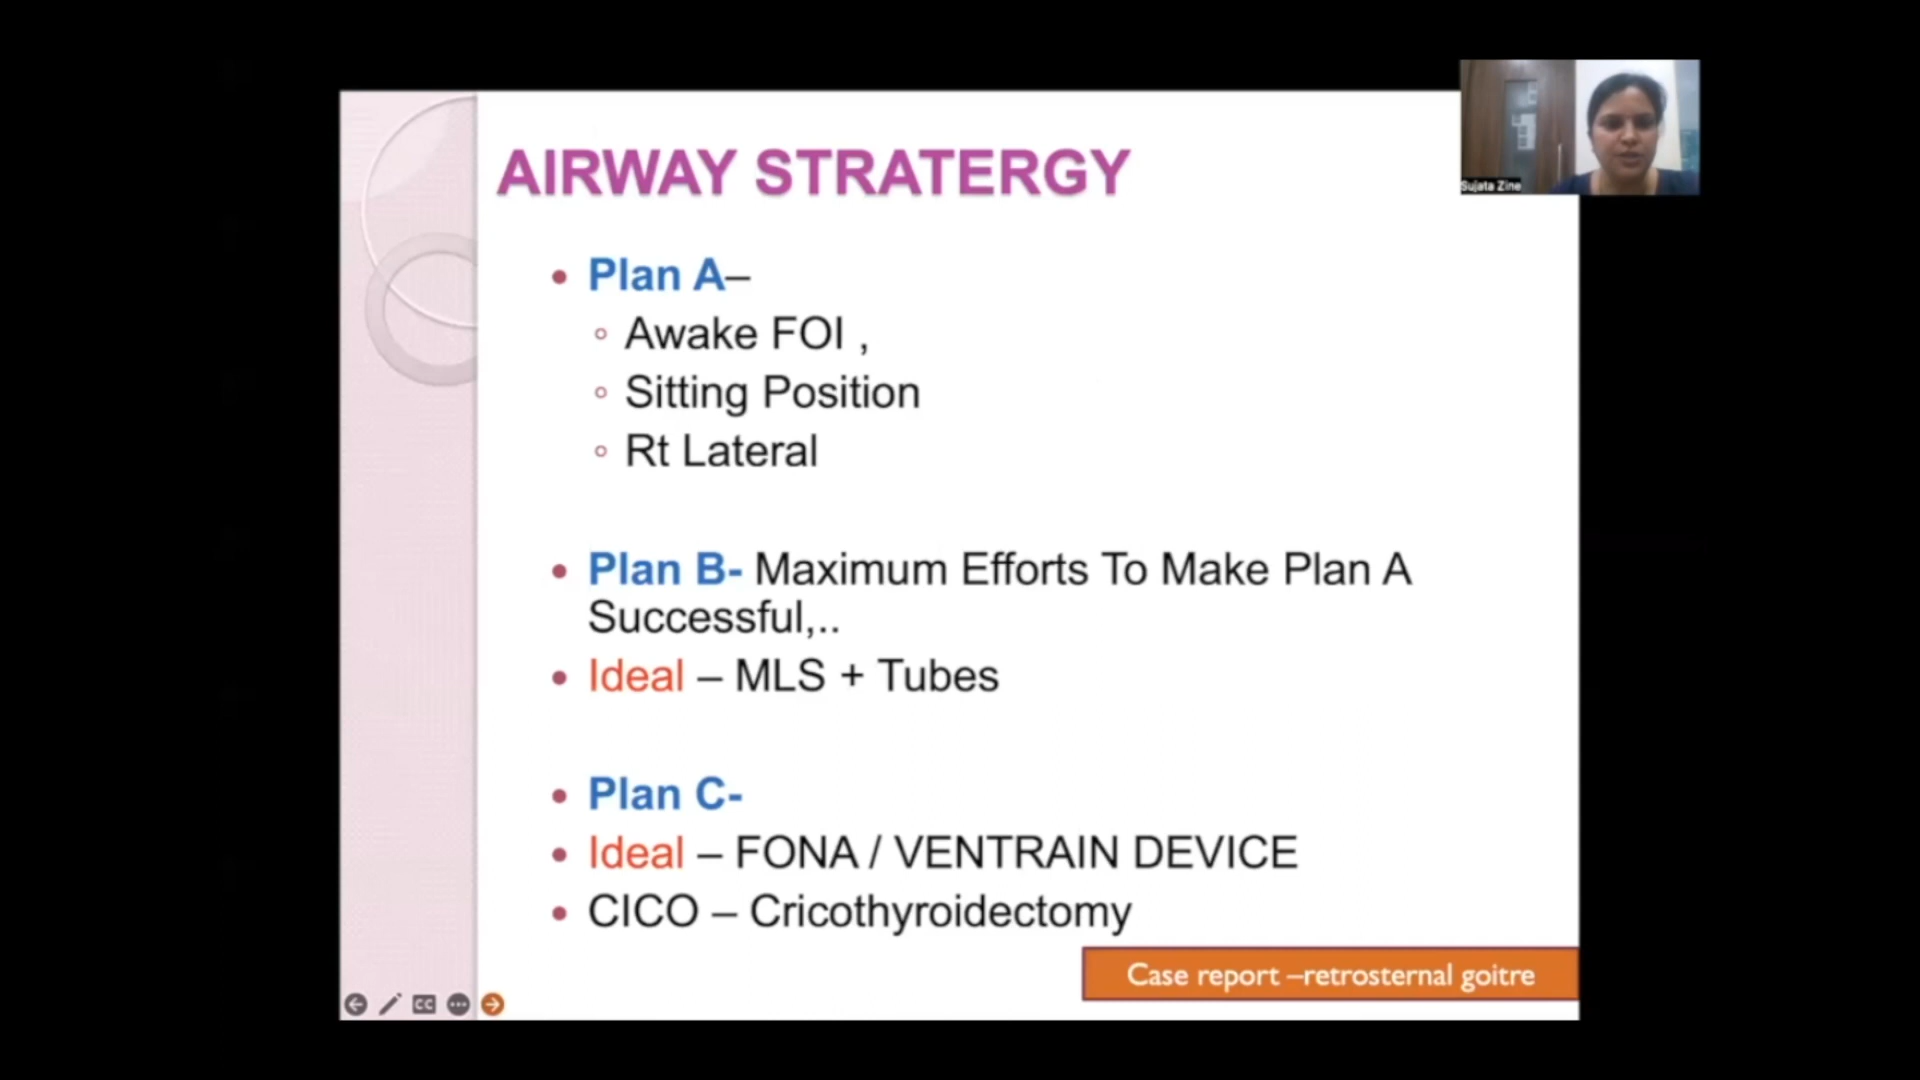 AIRWAY STRATERGY
Sujata Zine
• Plan A–
◦ Awake FOI ,
◦ Sitting Position
◦ Rt Lateral
• Plan B- Maximum Efforts To Make Plan A
Successful,..
• Ideal – MLS + Tubes
• Plan C-
• Ideal – FONA / VENTRAIN DEVICE
• CICO – Cricothyroidectomy
Case report –retrosternal goitre
CC